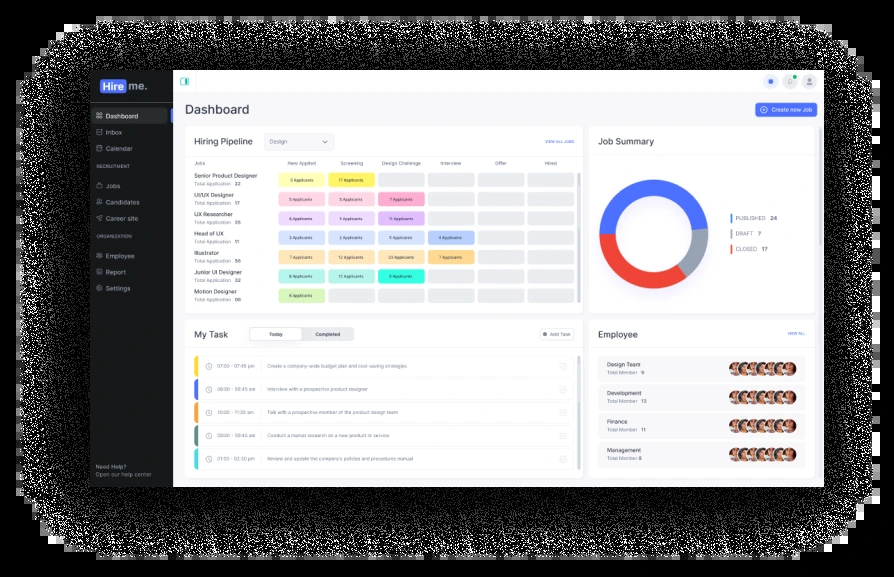 Hire me.
Dashboard
Inbox
Calendar
RECRUITMENT
Jobs
Candidates
Career site
ORGANIZATION
Employee
Report
Settings
Need Help?
Open our help center
Dashboard
Create new Job
Hiring Pipeline
Design
VIEW ALL JOBS
Jobs New Applied Screening Design Challenge Interview Offer Hired
Senior Product Designer
Total Application 22
5 Applicants 17 Applicants
UI/UX Designer
Total Application 17
5 Applicants 5 Applicants 7 Applicants
UX Researcher
Total Application
Applicants 5 Applicants 11 Applicants
Head of UX
Total Application 11
3 Applicants 2 Applicants Applicants 4 Applicants
Illustrator
Total Application
7 Applicants 12 Applicants 23 Applicants 7 Applicants
Junior UI Designer
Total Application 32
Applicants Applicants Applicants
Motion Designer
Total Application
Applicants
Job Summary
PUBLISHED 24
DRAFT 7
CLOSED 17
My Task
Today Completed
Add Task
07:00 - 07:45 pm Create a company-wide budget plan and cost-saving strategies
08:00 - 08:45 am Interview with a prospective product designer
10:00 - 11:20 am Talk with a prospective member of the product design team
09:00 - 09:45 am Conduct a market research on a new product or service
01:00 - 02:30 pm Review and update the company's policies and procedures manual
Employee
VIEW ALL
Design Team
Total Member 9
Development
Total Member 13
Finance
Total Member 11
Management
Total Member 8